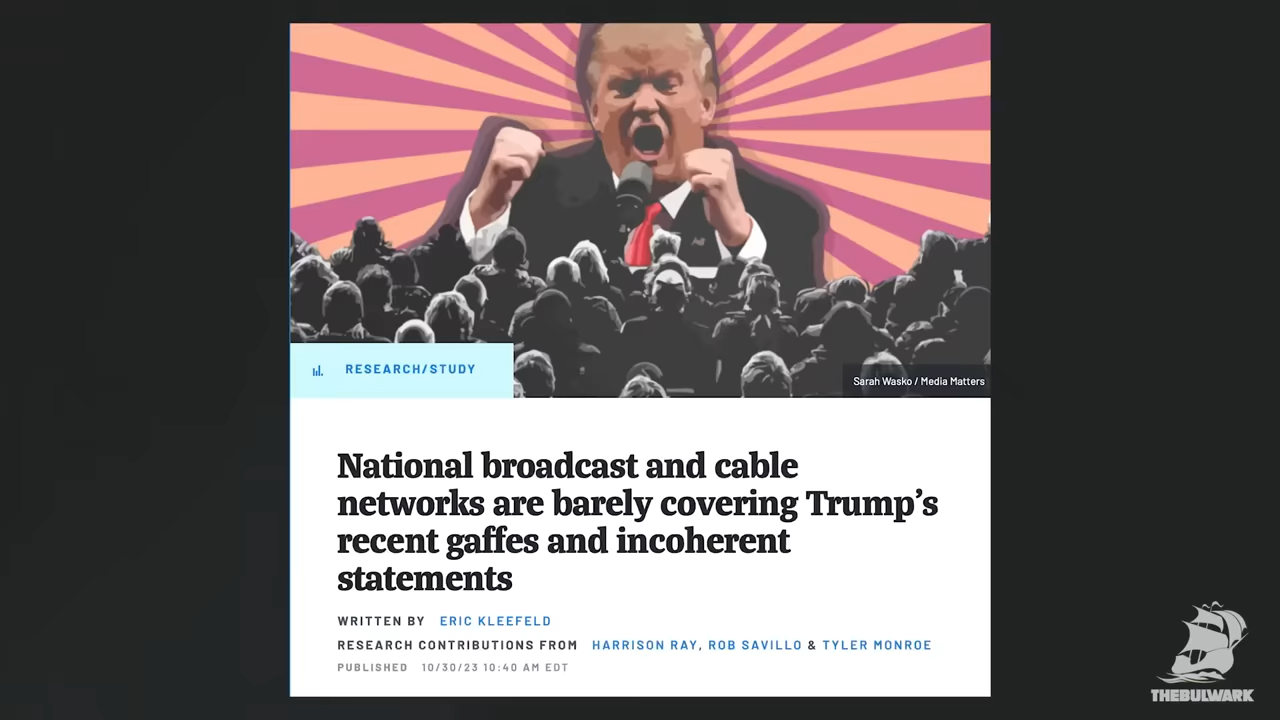 RESEARCH/STUDY
Sarah Wasko / Media Matters
National broadcast and cable
networks are barely covering Trump's
recent gaffes and incoherent
statements
WRITTEN BY ERIC KLEEFELD
RESEARCH CONTRIBUTIONS FROM HARRISON RAY, ROB SAVILLO & TYLER MONROE
PUBLISHED 10/30/23 10:40 AM EDT
THEBULWARK